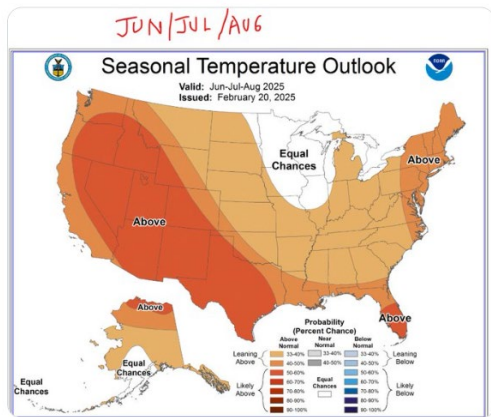 JUN/JUL/AUG
Seasonal Temperature Outlook
Valid: Jun-Jul-Aug 2025
Issued: February 20, 2025
Equal
Chances
Above
Above
Above
Above
Equal
Chances
Equal
Chances
Probability
(Percent Chance)
Above
Normal
Near
Normal
Below
Normal
Leaning
Above
33-40%
33-40%
33-40%
Leaning
Below
40-50%
40-50%
40-50%
Likely
Above
50-60%
50-60%
Likely
Below
60-70%
60-70%
70-80%
70-80%
80-90%
80-90%
90-100%
90-100%
Equal
Chances